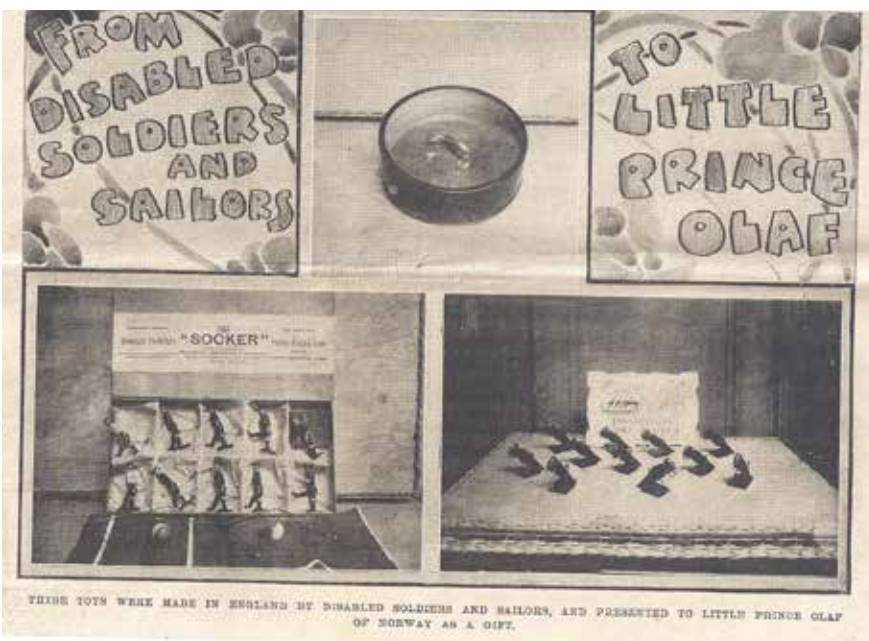 FROM
DISABLED
SOLDIERS
AND
SAILORS
TO
LITTLE
PRINCE
OLAF
"SOCKER"
THESE TOYS WERE MADE IN ENGLAND BY DISABLED SOLDIERS AND SAILORS, AND PRESENTED TO LITTLE PRINCE OLAF
OF NORWAY AS A GIFT.